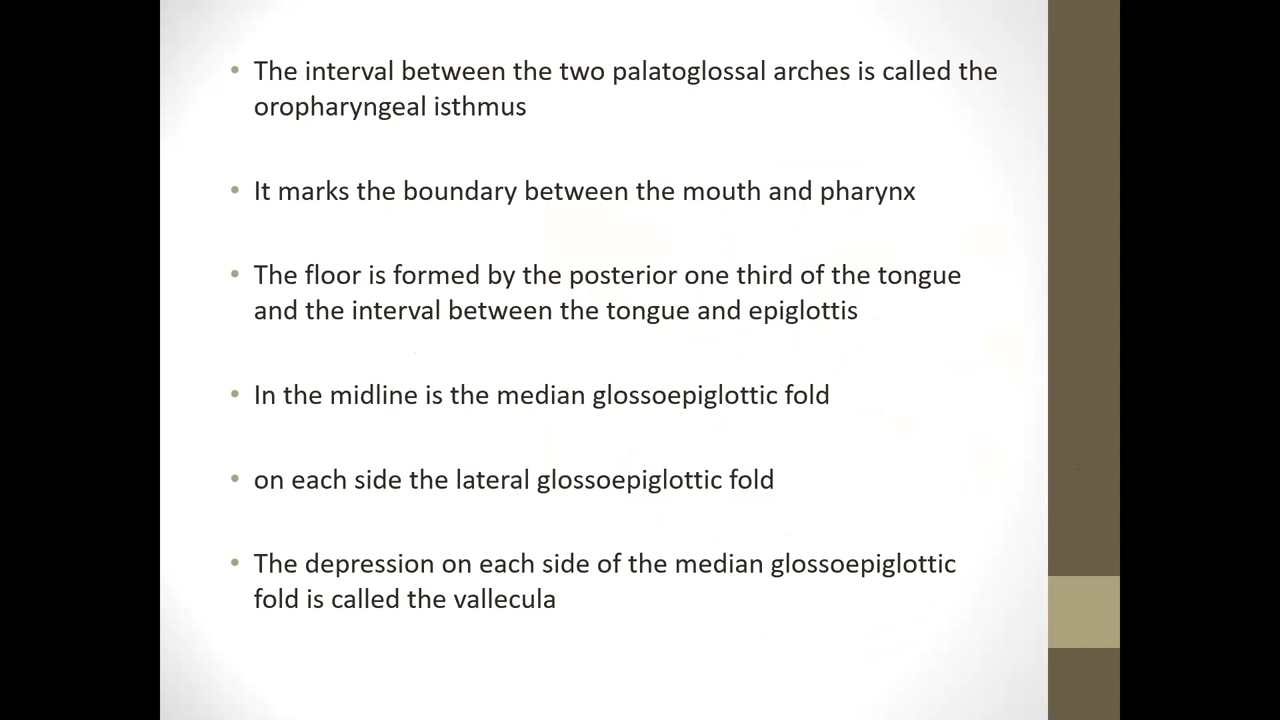 • The interval between the two palatoglossal arches is called the
oropharyngeal isthmus
• It marks the boundary between the mouth and pharynx
• The floor is formed by the posterior one third of the tongue
and the interval between the tongue and epiglottis
• In the midline is the median glossoepiglottic fold
• on each side the lateral glossoepiglottic fold
• The depression on each side of the median glossoepiglottic
fold is called the vallecula